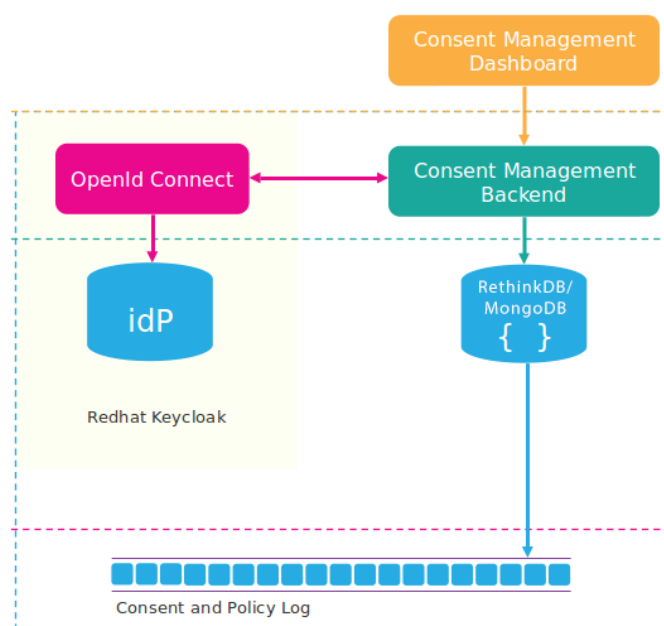 Consent Management
Dashboard
OpenId Connect
Consent Management
Backend
idP
RethinkDB/
MongoDB
{ }
Redhat Keycloak
Consent and Policy Log